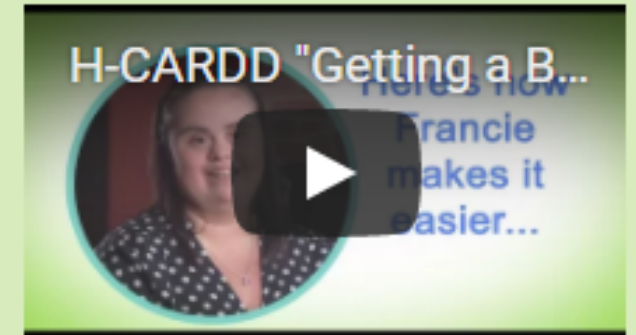 H-CARDD "Getting a B...
Here's how
Francie
makes it
easier...